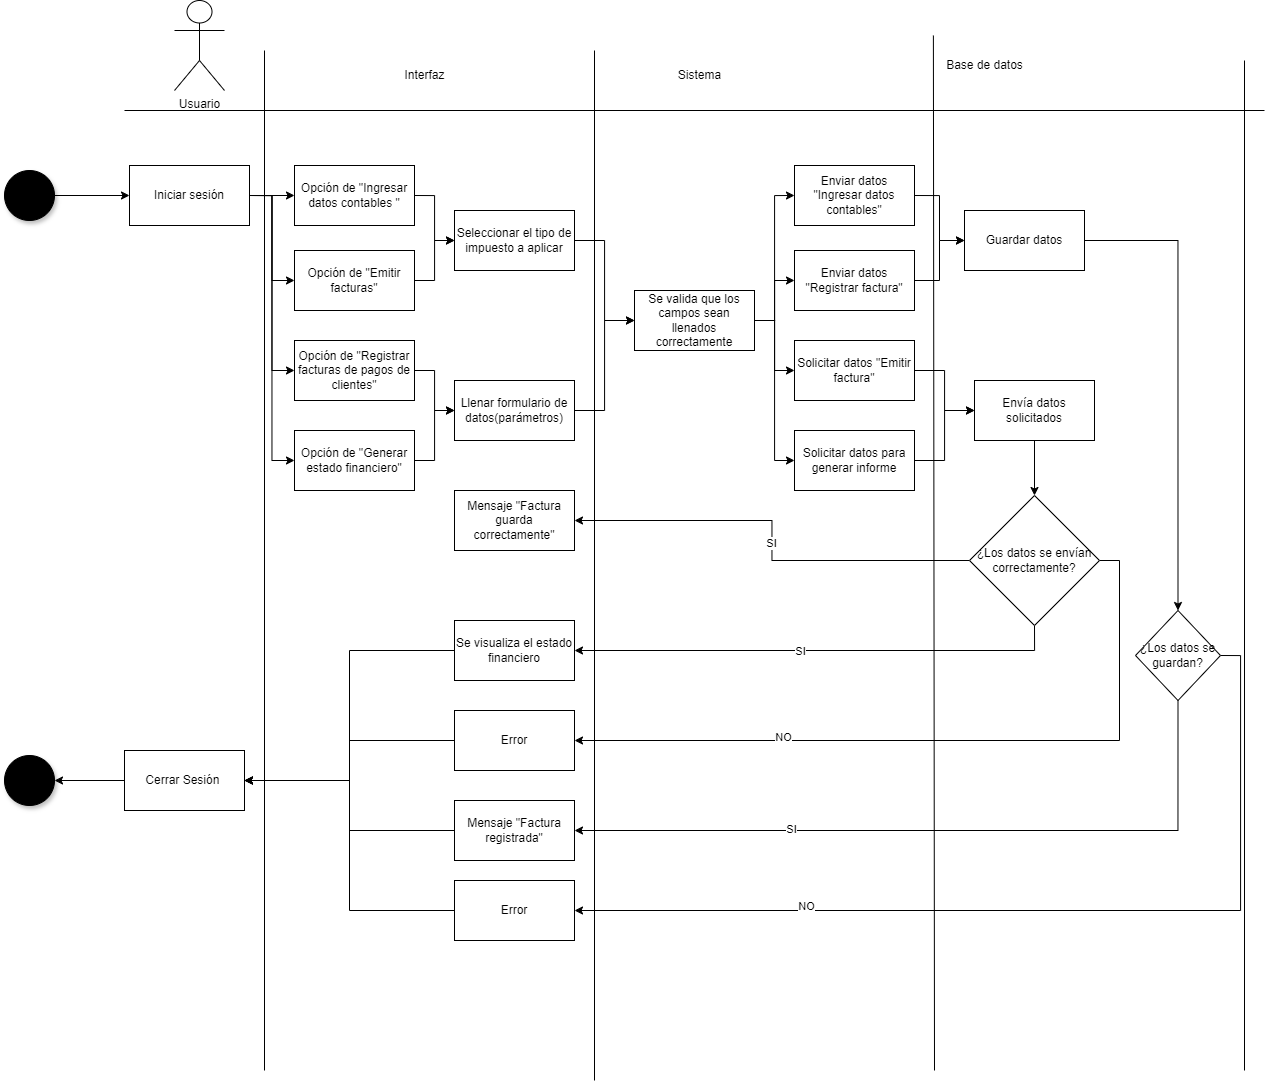 Usuario
Interfaz
Sistema
Base de datos
Iniciar sesión
Opción de "Ingresar
datos contables "
Opción de "Emitir
facturas"
Opción de "Registrar
facturas de pagos de
clientes"
Opción de "Generar
estado financiero"
Seleccionar el tipo de
impuesto a aplicar
Llenar formulario de
datos(parámetros)
Se valida que los
campos sean
llenados
correctamente
Enviar datos
"Ingresar datos
contables"
Enviar datos
"Registrar factura"
Solicitar datos "Emitir
factura"
Solicitar datos para
generar informe
Guardar datos
Envía datos
solicitados
¿Los datos se envían
correctamente?
¿Los datos se
guardan?
SI
Mensaje "Factura
guarda
correctamente"
SI
Se visualiza el estado
financiero
NO
Error
SI
Mensaje "Factura
registrada"
NO
Error
Cerrar Sesión